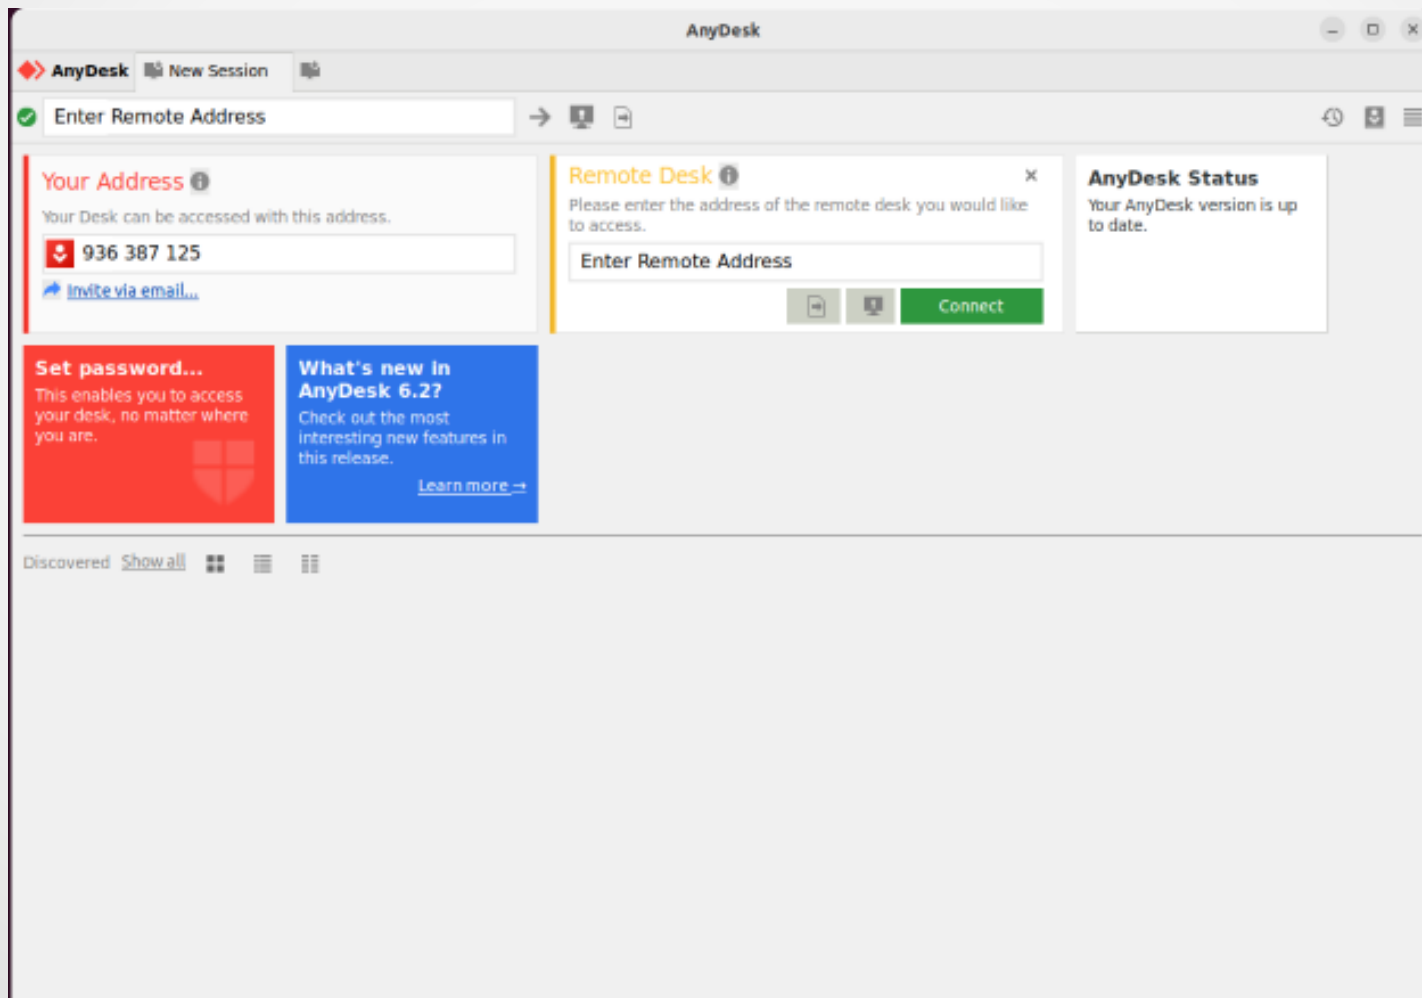 AnyDesk
AnyDesk
New Session
Enter Remote Address
Your Address
Your Desk can be accessed with this address.
936 387 125
Invite via email...
Remote Desk
Please enter the address of the remote desk you would like
to access.
Enter Remote Address
Connect
AnyDesk Status
Your AnyDesk version is up
to date.
Set password...
This enables you to access
your desk, no matter where
you are.
What's new in
AnyDesk 6.2?
Check out the most
interesting new features in
this release.
Learn more →
Discovered Show all